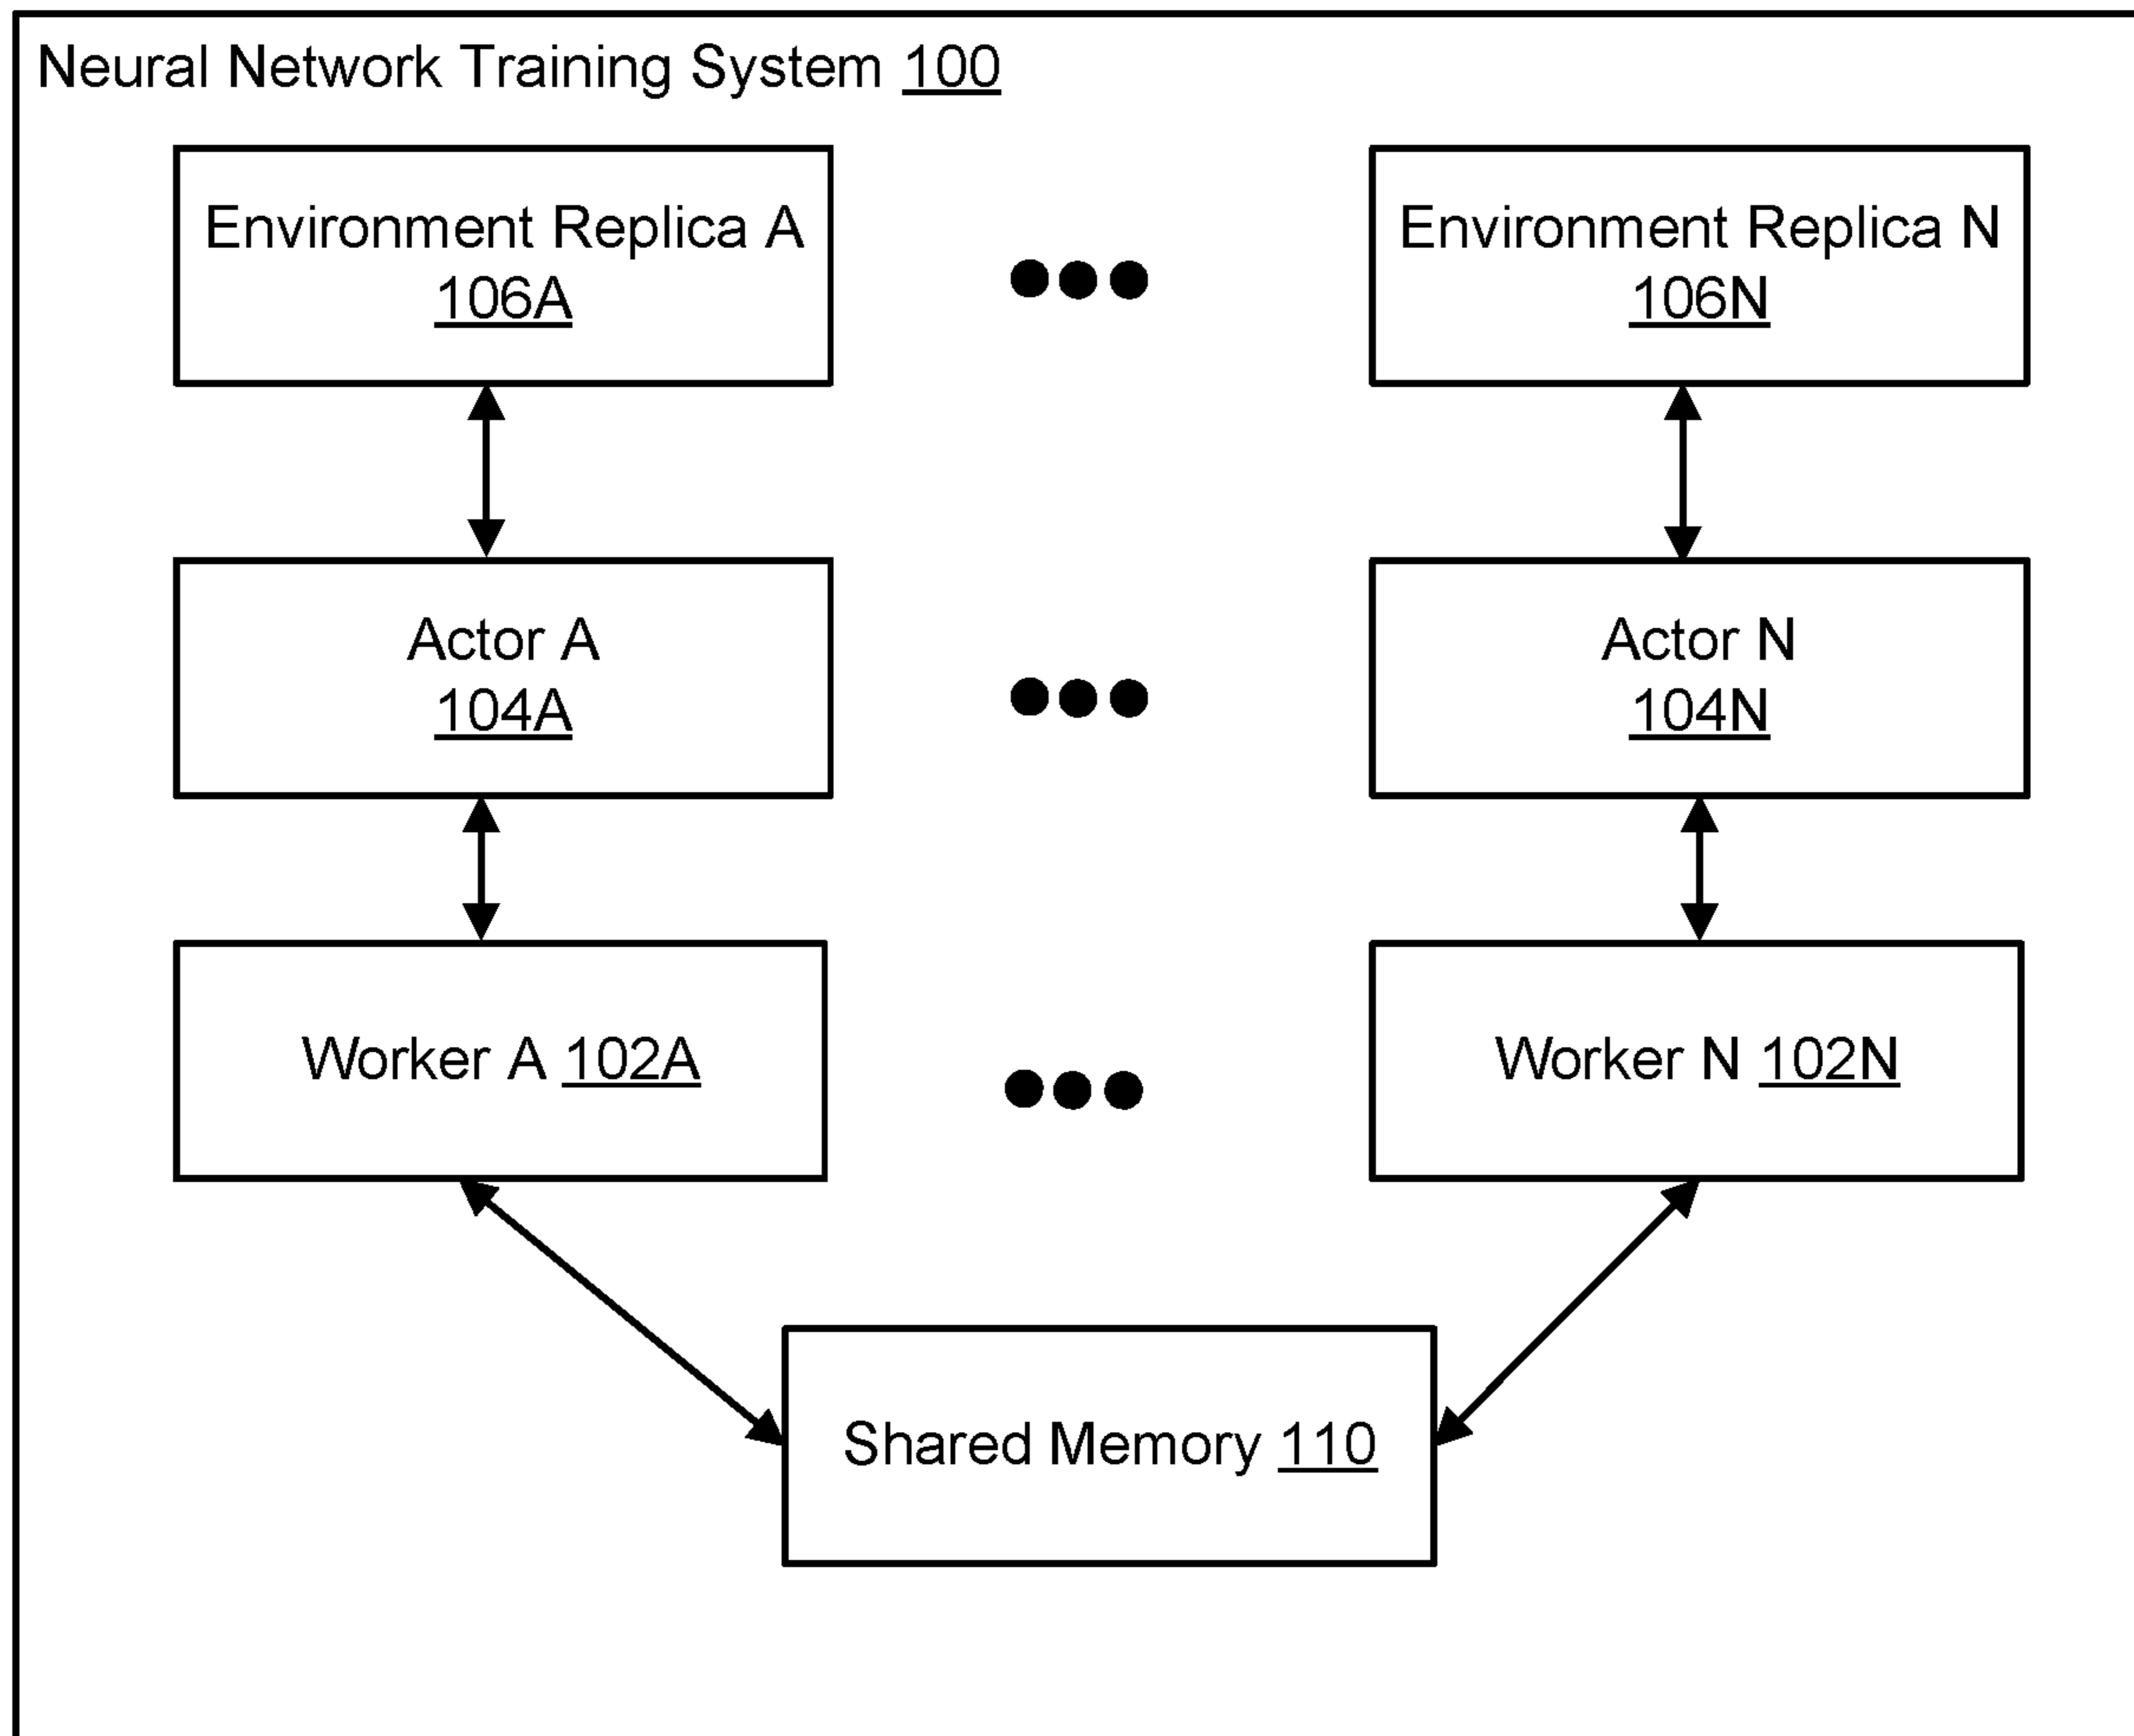 Neural Network Training System 100
Environment Replica A
106A
Environment Replica N
106N
Actor A
104A
Actor N
104N
Worker A 102A
Worker N 102N
Shared Memory 110